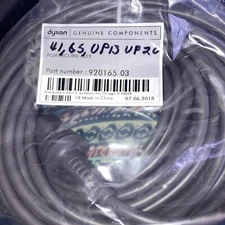 dyson | GENUINE COMPONENTS
41, 65, UP13 UP20
Part number : 920165-03
Made in China 07.06.2018